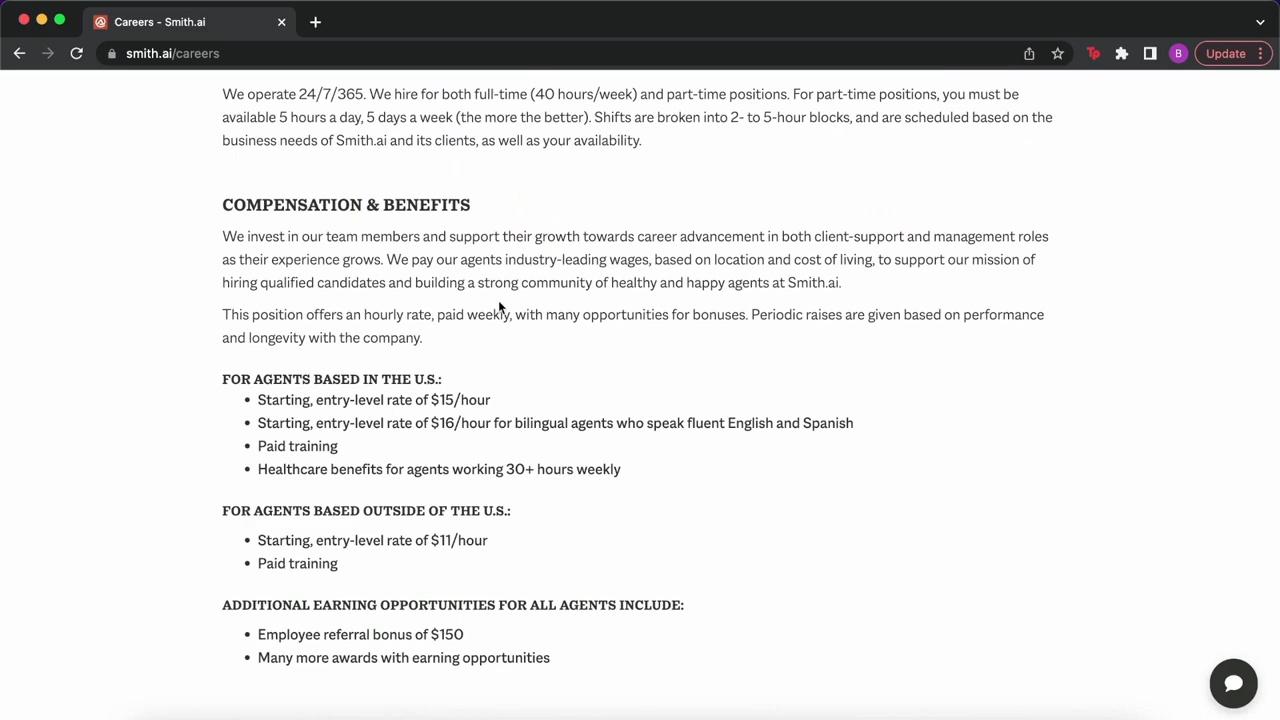 Careers - Smith.ai
smith.ai/careers
B
Update
We operate 24/7/365. We hire for both full-time (40 hours/week) and part-time positions. For part-time positions, you must be
available 5 hours a day, 5 days a week (the more the better). Shifts are broken into 2- to 5-hour blocks, and are scheduled based on the
business needs of Smith.ai and its clients, as well as your availability.
COMPENSATION & BENEFITS
We invest in our team members and support their growth towards career advancement in both client-support and management roles
as their experience grows. We pay our agents industry-leading wages, based on location and cost of living, to support our mission of
hiring qualified candidates and building a strong community of healthy and happy agents at Smith.ai.
This position offers an hourly rate, paid weekly, with many opportunities for bonuses. Periodic raises are given based on performance
and longevity with the company.
FOR AGENTS BASED IN THE U.S.:
• Starting, entry-level rate of $15/hour
• Starting, entry-level rate of $16/hour for bilingual agents who speak fluent English and Spanish
• Paid training
• Healthcare benefits for agents working 30+ hours weekly
FOR AGENTS BASED OUTSIDE OF THE U.S.:
• Starting, entry-level rate of $11/hour
• Paid training
ADDITIONAL EARNING OPPORTUNITIES FOR ALL AGENTS INCLUDE:
• Employee referral bonus of $150
• Many more awards with earning opportunities